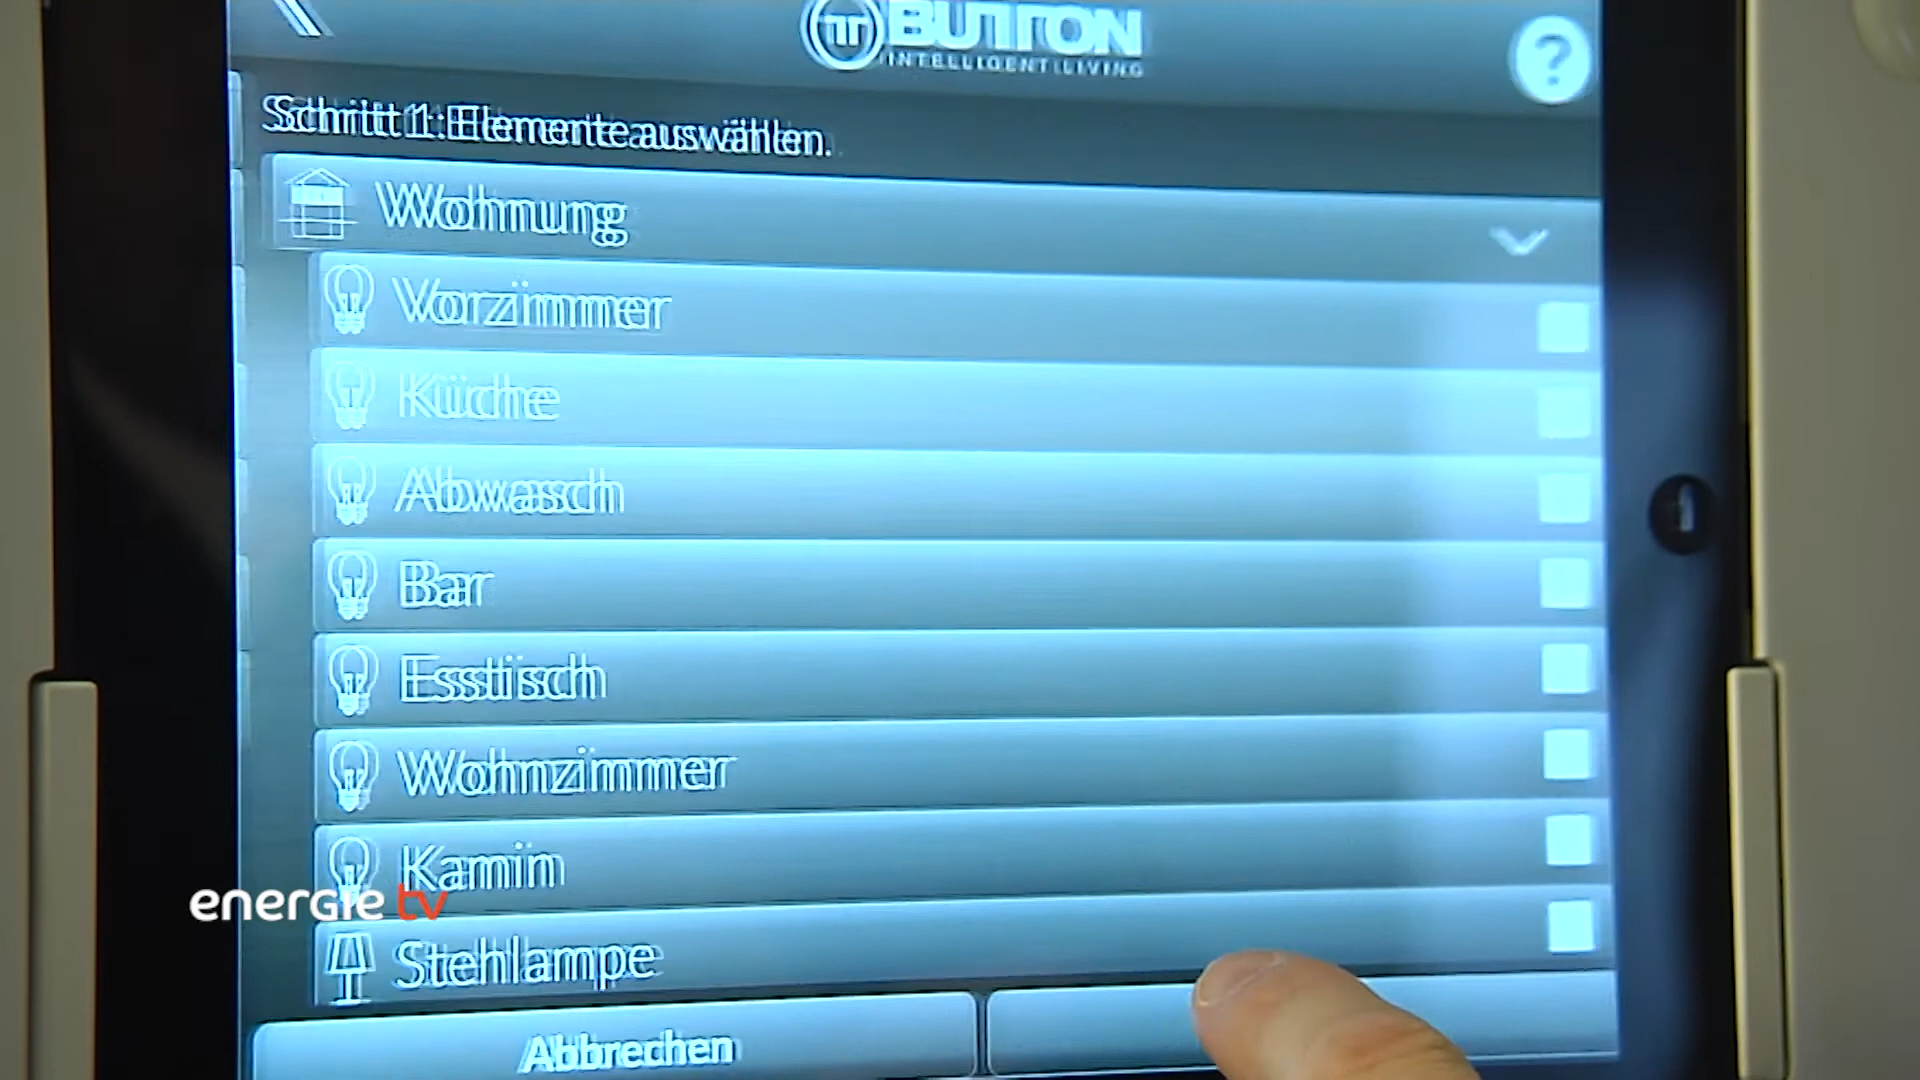 BUTTON
INTELLIGENT LIVING
?
Schritt 1: Elemente auswählen.
Wohnung
Vorzimmer
Küche
Abwasch
Bar
Esstisch
Wohnzimmer
Kamin
energie tv
Stehlampe
Abbrechen